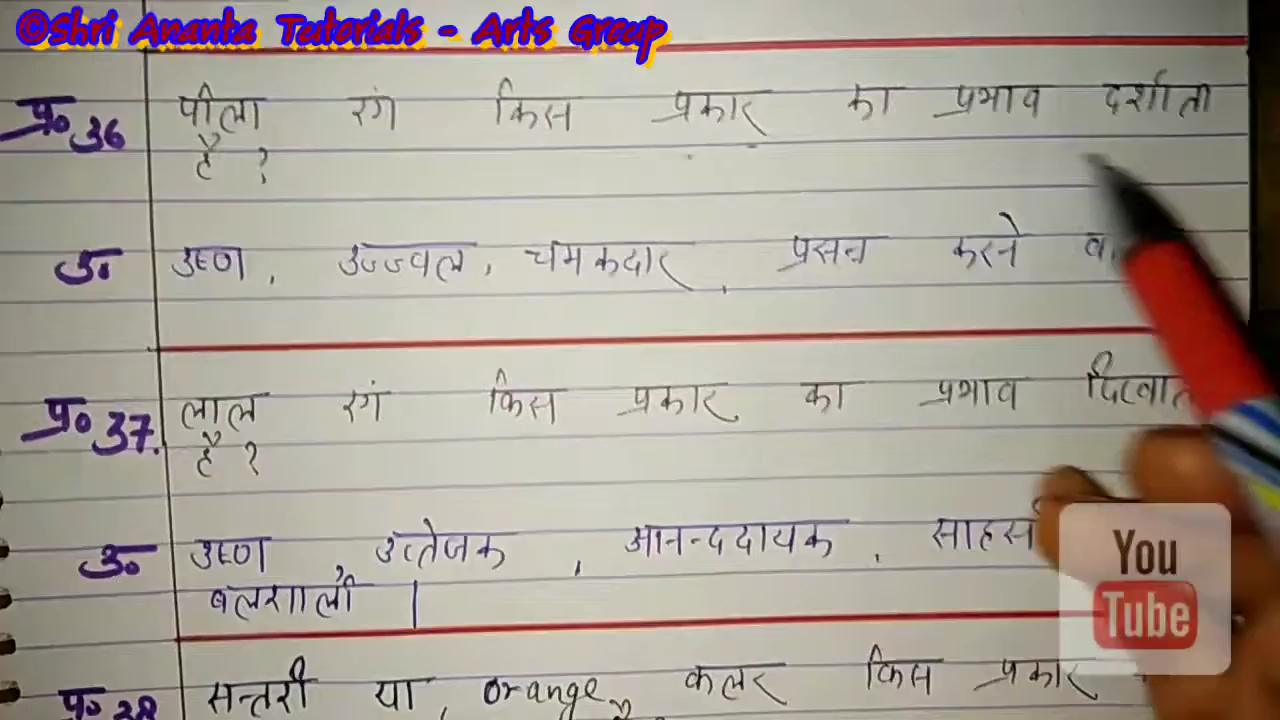 ©Shri Ananta Tutorials - Arts Group
प्र० 36 पीला रंग किस प्रकार का प्रभाव दर्शाता
है ?
उ० उष्ण, उज्ज्वल, चमकदार, प्रसन्न करने
प्र० 37. लाल रंग किस प्रकार का प्रभाव
है ?
उ० उष्ण, उत्तेजक, आनन्ददायक,
बलशाली |
प्र० 38 सन्तरी या orange कलर किस प्रकार
You
Tube